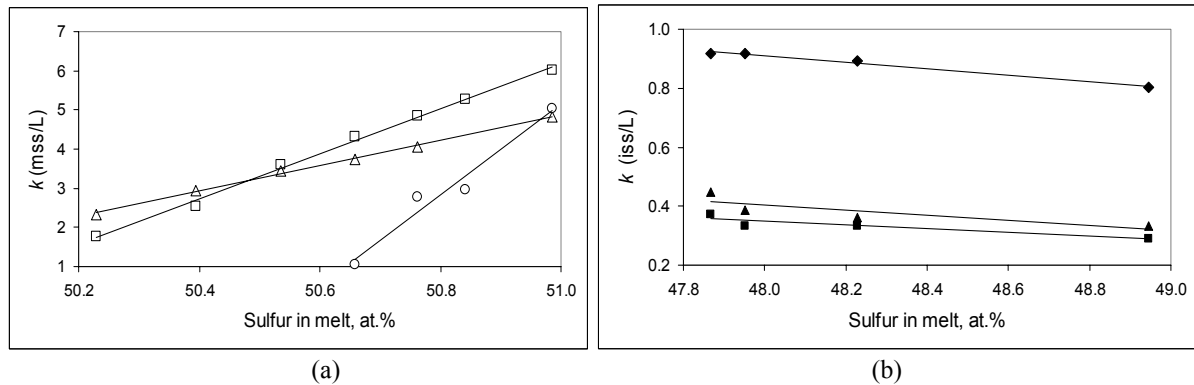 7
6
5
4
3
2
1
k (mss/L)
50.2 50.4 50.6 50.8 51.0
Sulfur in melt, at.%
(a)
1.0
0.8
0.6
0.4
0.2
k (iss/L)
47.8 48.0 48.2 48.4 48.6 48.8 49.0
Sulfur in melt, at.%
(b)